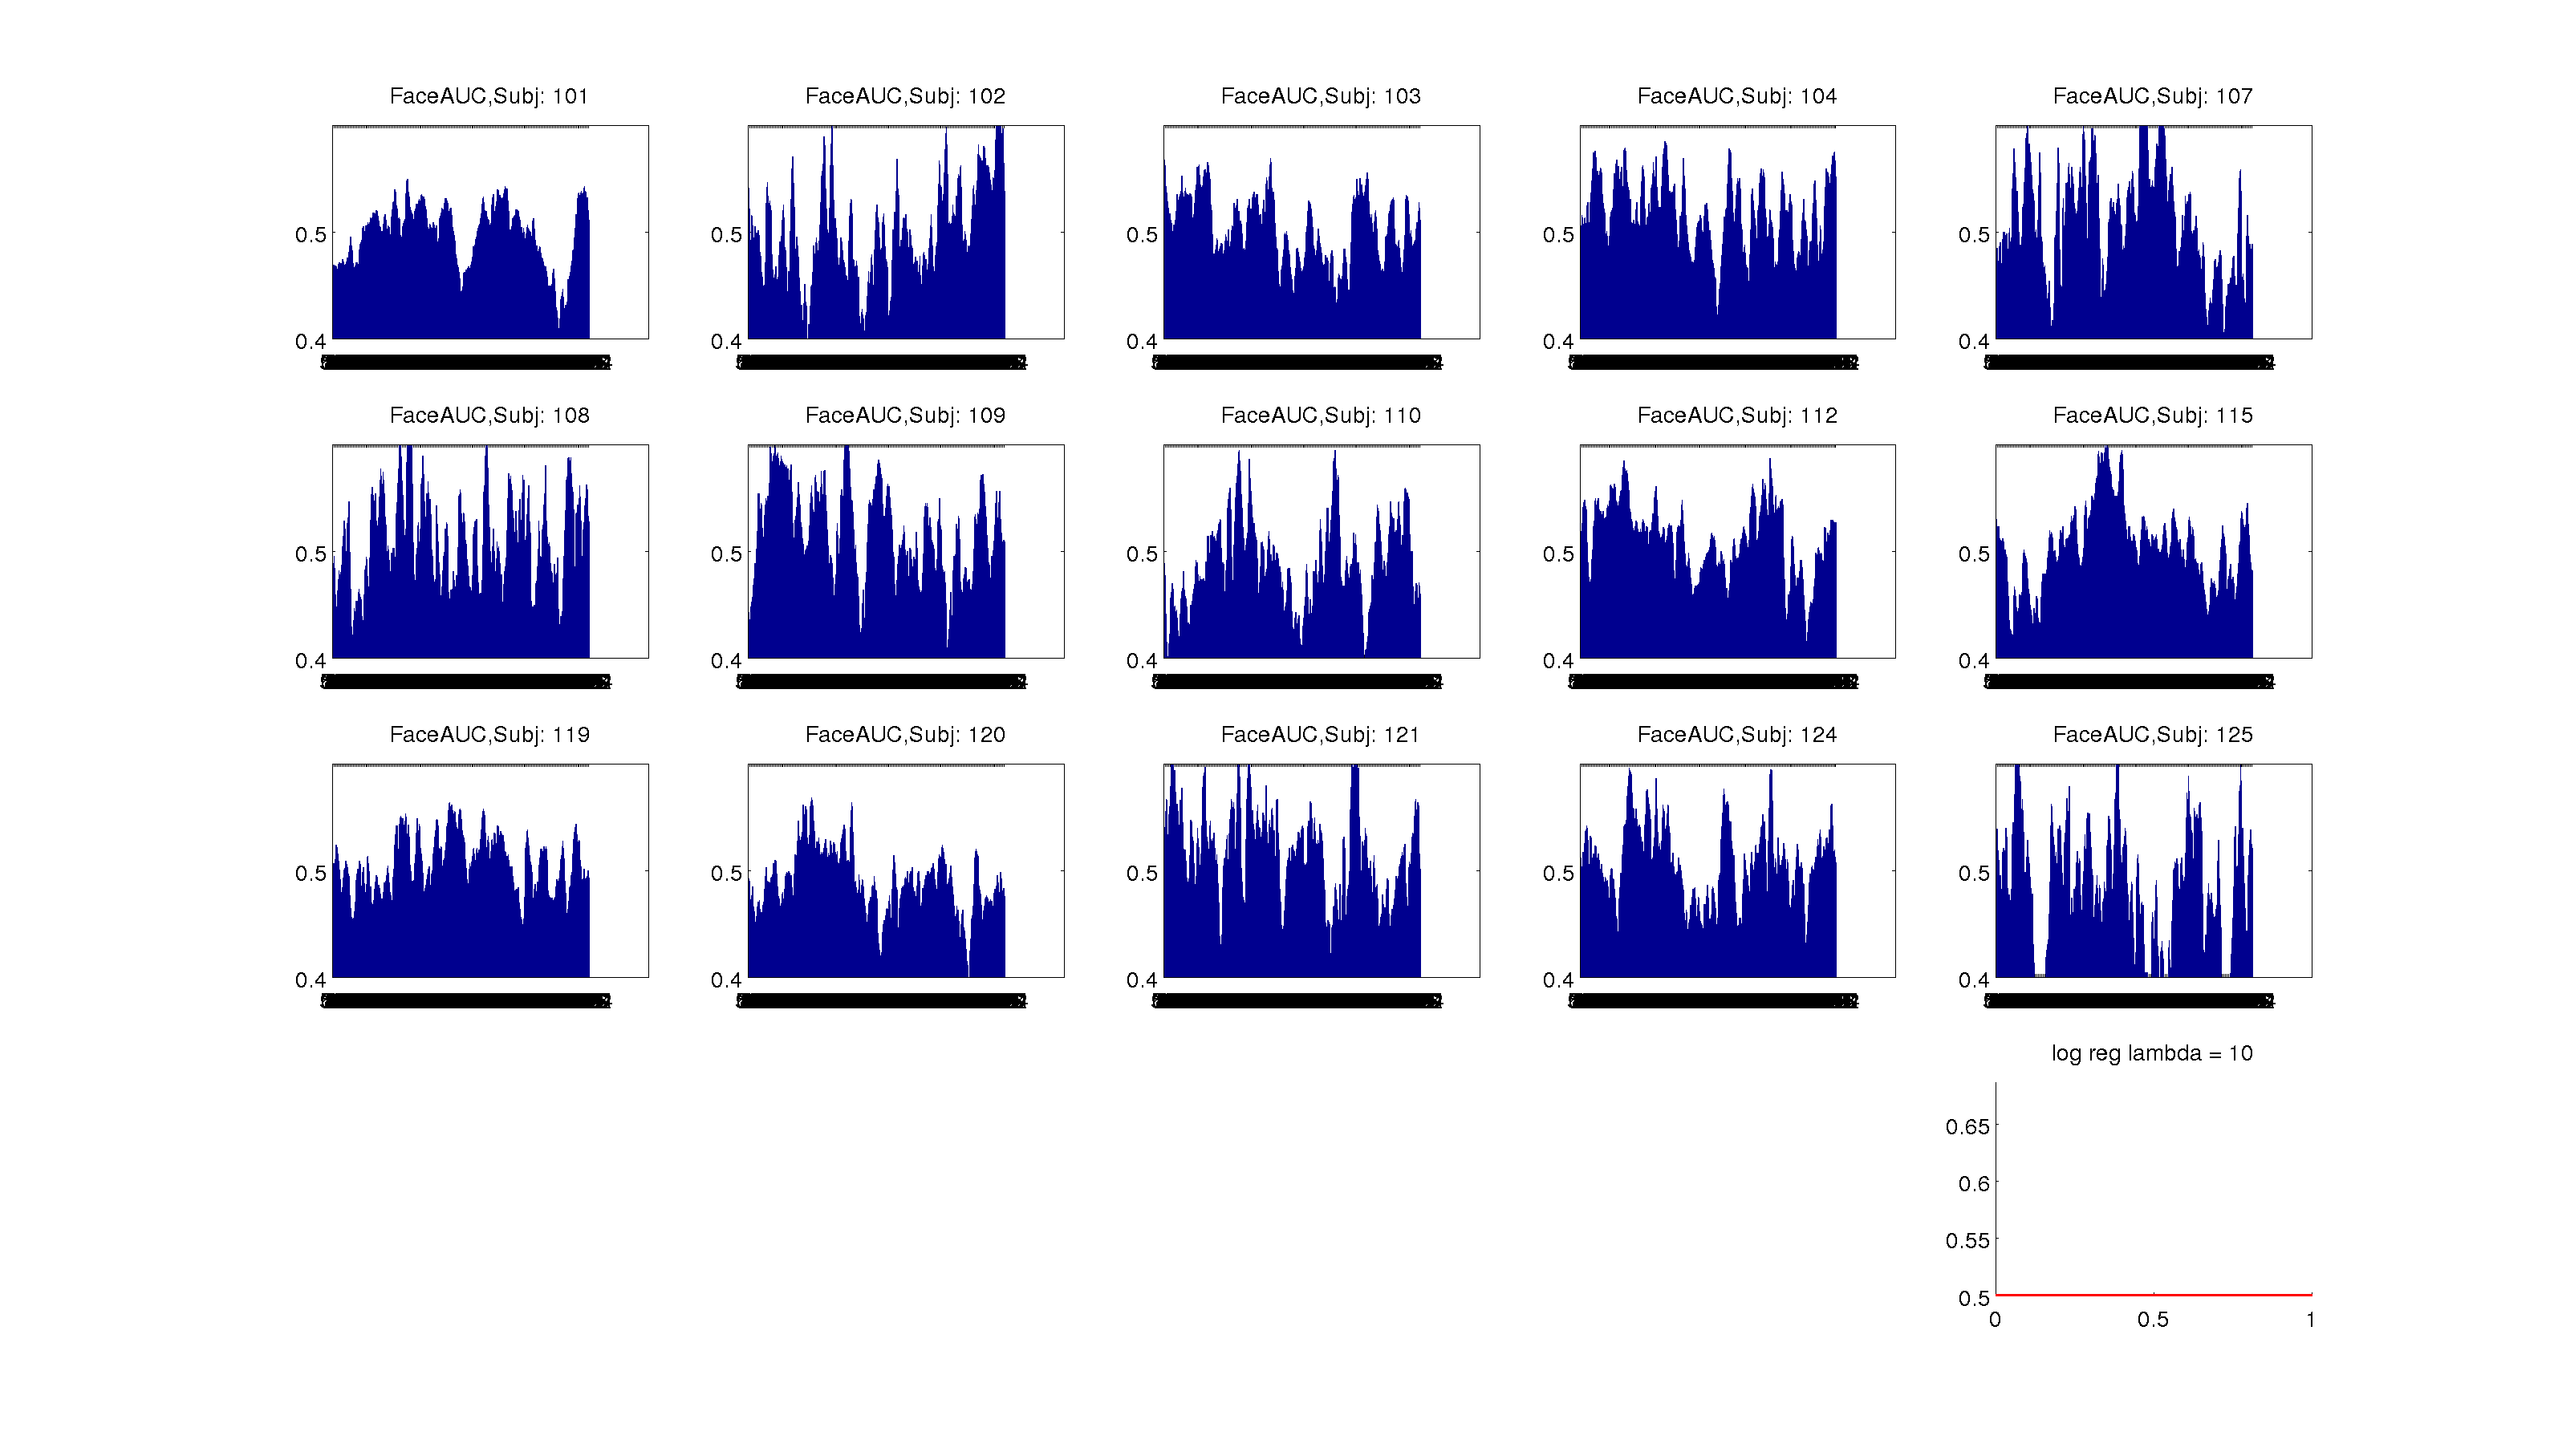 FaceAUC,Subj: 101
FaceAUC,Subj: 102
FaceAUC,Subj: 103
FaceAUC,Subj: 104
FaceAUC,Subj: 107
0.5
0.4
0.5
0.4
0.5
0.4
0.5
0.4
0.5
0.4
FaceAUC,Subj: 108
FaceAUC,Subj: 109
FaceAUC,Subj: 110
FaceAUC,Subj: 112
FaceAUC,Subj: 115
0.5
0.4
0.5
0.4
0.5
0.4
0.5
0.4
0.5
0.4
FaceAUC,Subj: 119
FaceAUC,Subj: 120
FaceAUC,Subj: 121
FaceAUC,Subj: 124
FaceAUC,Subj: 125
0.5
0.4
0.5
0.4
0.5
0.4
0.5
0.4
0.5
0.4
log reg lambda = 10
0.65
0.6
0.55
0.5
0
0.5
1